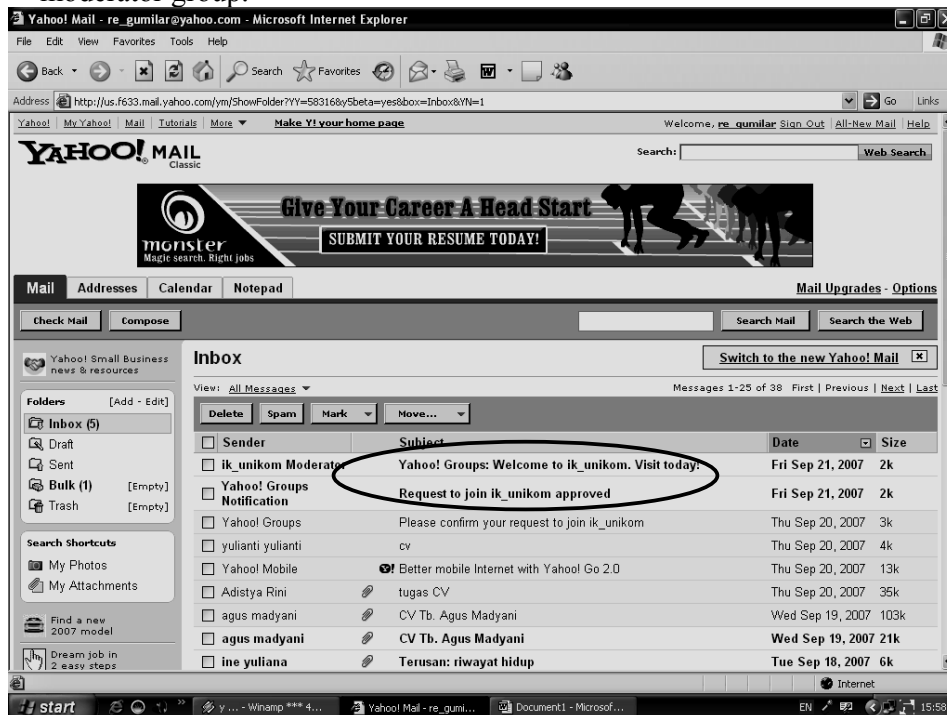 moderator group.
Yahoo! Mail - re_gumilar@yahoo.com - Microsoft Internet Explorer
File Edit View Favorites Tools Help
Back Search Favorites
Address http://us.f633.mail.yahoo.com/ym/ShowFolder?YY=58316&y5beta=yes&box=Inbox&YN=1 Go Links
Yahoo! My Yahoo! Mail Tutorials More Make Y! your home page Welcome, re_gumilar Sign Out All-New Mail Help
YAHOO! MAIL Classic Search: Web Search
Give Your Career A Head Start
SUBMIT YOUR RESUME TODAY!
monster
Magic search. Right jobs
Mail Addresses Calendar Notepad Mail Upgrades - Options
Check Mail Compose Search Mail Search the Web
Yahoo! Small Business
news & resources
Inbox Switch to the new Yahoo! Mail
View: All Messages Messages 1-25 of 38 First | Previous | Next | Last
Folders [Add - Edit]
Delete Spam Mark Move...
Inbox (5)
Draft
Sent
Bulk (1) [Empty]
Trash [Empty]
Search Shortcuts
My Photos
My Attachments
Find a new
2007 model
Dream job in
2 easy steps
Sender Subject Date Size
ik_unikom Moderator Yahoo! Groups: Welcome to ik_unikom. Visit today! Fri Sep 21, 2007 2k
Yahoo! Groups
Notification Request to join ik_unikom approved Fri Sep 21, 2007 2k
Yahoo! Groups Please confirm your request to join ik_unikom Thu Sep 20, 2007 3k
yulianti yulianti cv Thu Sep 20, 2007 4k
Yahoo! Mobile Y! Better mobile Internet with Yahoo! Go 2.0 Thu Sep 20, 2007 13k
Adistya Rini tugas CV Thu Sep 20, 2007 35k
agus madyani CV Tb. Agus Madyani Wed Sep 19, 2007 103k
agus madyani CV Tb. Agus Madyani Wed Sep 19, 2007 21k
ine yuliana Terusan: riwayat hidup Tue Sep 18, 2007 6k
Internet
start y ... - Winamp *** 4... Yahoo! Mail - re_gumi... Document1 - Microsof... EN 15:58